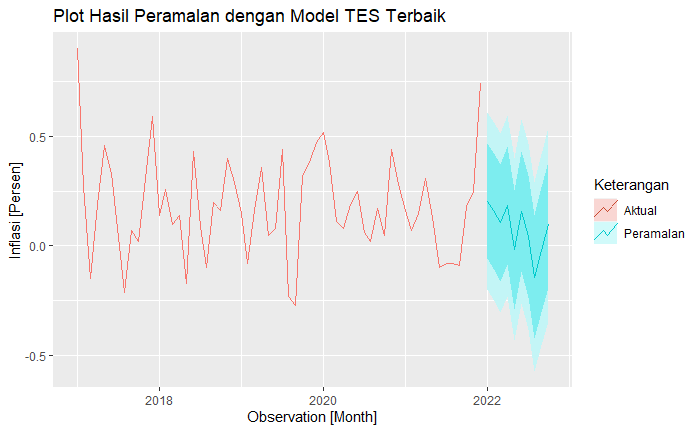 Plot Hasil Peramalan dengan Model TES Terbaik
Inflasi [Persen]
0.5
0.0
-0.5
2018
2020
2022
Observation [Month]
Keterangan
Aktual
Peramalan